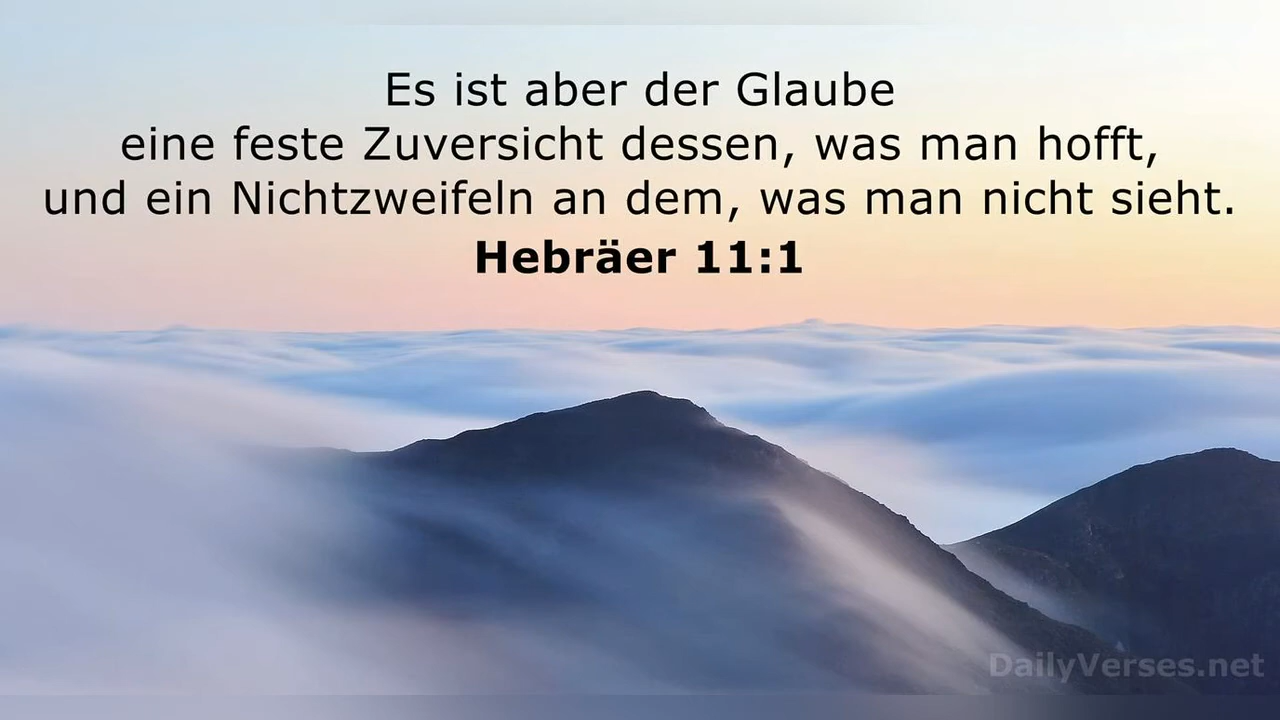 Es ist aber der Glaube
eine feste Zuversicht dessen, was man hofft,
und ein Nichtzweifeln an dem, was man nicht sieht.
Hebräer 11:1
DailyVerses.net